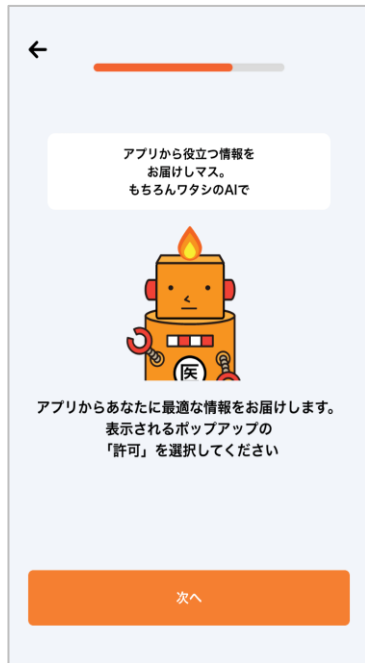 アプリから役立つ情報を
お届けしマス。
もちろんワタシのAIで
医
アプリからあなたに最適な情報をお届けします。
表示されるポップアップの
「許可」を選択してください
次へ